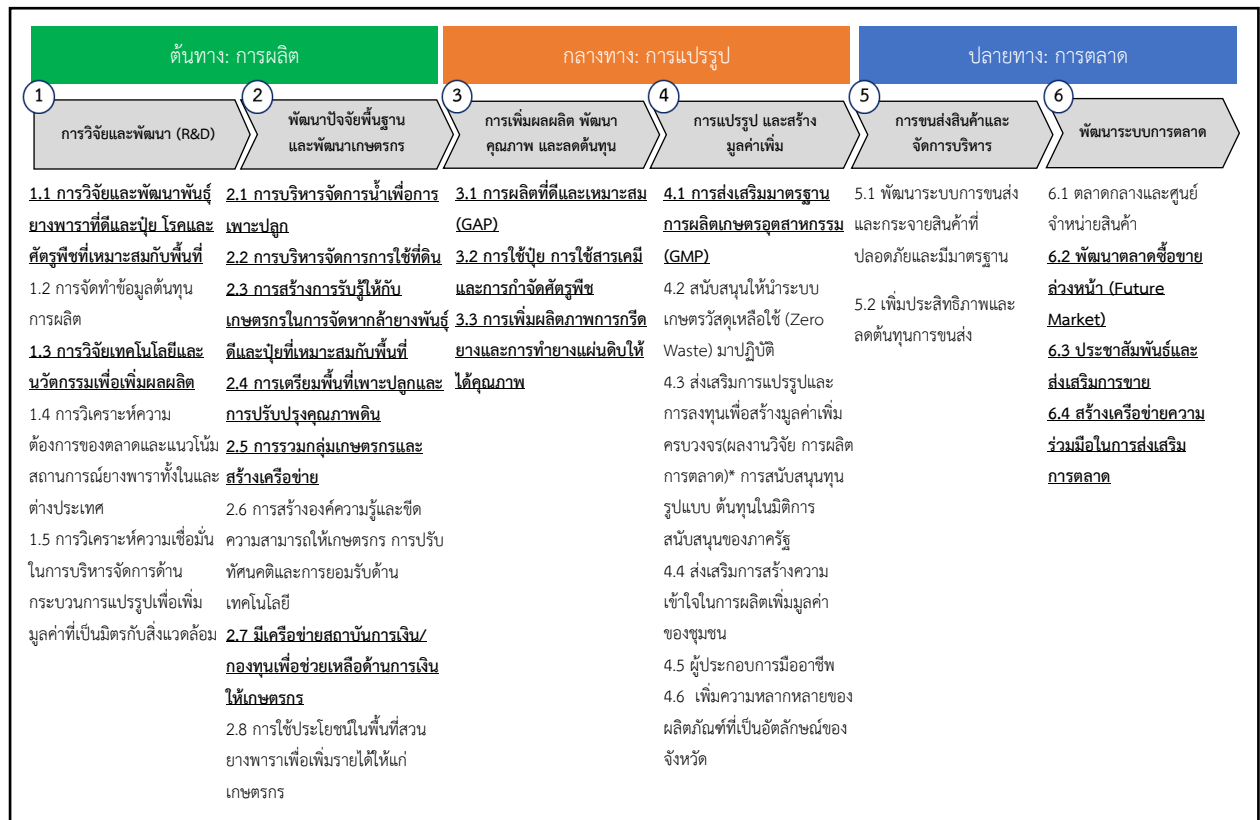 ต้นทาง: การผลิต
กลางทาง: การแปรรูป
ปลายทาง: การตลาด
1
การวิจัยและพัฒนา (R&D)
2
พัฒนาปัจจัยพื้นฐาน
และพัฒนาเกษตรกร
3
การเพิ่มผลผลิต พัฒนา
คุณภาพ และลดต้นทุน
4
การแปรรูป และสร้าง
มูลค่าเพิ่ม
5
การขนส่งสินค้าและ
จัดการบริหาร
6
พัฒนาระบบการตลาด
1.1 การวิจัยและพัฒนาพันธุ์
ยางพาราที่ดีและปุ๋ย โรคและ
ศัตรูพืชที่เหมาะสมกับพื้นที่
1.2 การจัดทำข้อมูลต้นทุน
การผลิต
1.3 การวิจัยเทคโนโลยีและ
นวัตกรรมเพื่อเพิ่มผลผลิต
1.4 การวิเคราะห์ความ
ต้องการของตลาดและแนวโน้ม
สถานการณ์ยางพาราทั้งในและ
ต่างประเทศ
1.5 การวิเคราะห์ความเชื่อมั่น
ในการบริหารจัดการด้าน
กระบวนการแปรรูปเพื่อเพิ่ม
มูลค่าที่เป็นมิตรกับสิ่งแวดล้อม
2.1 การบริหารจัดการน้ำเพื่อการ
เพาะปลูก
2.2 การบริหารจัดการการใช้ที่ดิน
2.3 การสร้างการรับรู้ให้กับ
เกษตรกรในการจัดหากล้ายางพันธุ์
ดีและปุ๋ยที่เหมาะสมกับพื้นที่
2.4 การเตรียมพื้นที่เพาะปลูกและ
การปรับปรุงคุณภาพดิน
2.5 การรวมกลุ่มเกษตรกรและ
สร้างเครือข่าย
2.6 การสร้างองค์ความรู้และขีด
ความสามารถให้เกษตรกร การปรับ
ทัศนคติและการยอมรับด้าน
เทคโนโลยี
2.7 มีเครือข่ายสถาบันการเงิน/
กองทุนเพื่อช่วยเหลือด้านการเงิน
ให้เกษตรกร
2.8 การใช้ประโยชน์ในพื้นที่สวน
ยางพาราเพื่อเพิ่มรายได้ให้แก่
เกษตรกร
3.1 การผลิตที่ดีและเหมาะสม
(GAP)
3.2 การใช้ปุ๋ย การใช้สารเคมี
และการกำจัดศัตรูพืช
3.3 การเพิ่มผลิตภาพการกรีด
ยางและการทำยางแผ่นดิบให้
ได้คุณภาพ
4.1 การส่งเสริมมาตรฐาน
การผลิตเกษตรอุตสาหกรรม
(GMP)
4.2 สนับสนุนให้นำระบบ
เกษตรวัสดุเหลือใช้ (Zero
Waste) มาปฏิบัติ
4.3 ส่งเสริมการแปรรูปและ
การลงทุนเพื่อสร้างมูลค่าเพิ่ม
ครบวงจร(ผลงานวิจัย การผลิต
การตลาด)* การสนับสนุนทุน
รูปแบบ ต้นทุนในมิติการ
สนับสนุนของภาครัฐ
4.4 ส่งเสริมการสร้างความ
เข้าใจในการผลิตเพิ่มมูลค่า
ของชุมชน
4.5 ผู้ประกอบการมืออาชีพ
4.6 เพิ่มความหลากหลายของ
ผลิตภัณฑ์ที่เป็นอัตลักษณ์ของ
จังหวัด
5.1 พัฒนาระบบการขนส่ง
และกระจายสินค้าที่
ปลอดภัยและมีมาตรฐาน
5.2 เพิ่มประสิทธิภาพและ
ลดต้นทุนการขนส่ง
6.1 ตลาดกลางและศูนย์
จำหน่ายสินค้า
6.2 พัฒนาตลาดซื้อขาย
ล่วงหน้า (Future
Market)
6.3 ประชาสัมพันธ์และ
ส่งเสริมการขาย
6.4 สร้างเครือข่ายความ
ร่วมมือในการส่งเสริม
การตลาด